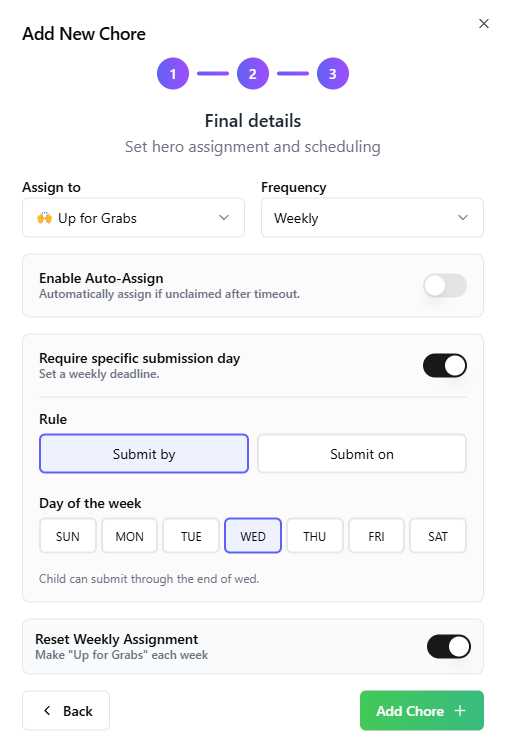 Add New Chore
1 2 3
Final details
Set hero assignment and scheduling
Assign to Frequency
🙌 Up for Grabs Weekly
Enable Auto-Assign
Automatically assign if unclaimed after timeout.
Require specific submission day
Set a weekly deadline.
Rule
Submit by Submit on
Day of the week
SUN MON TUE WED THU FRI SAT
Child can submit through the end of wed.
Reset Weekly Assignment
Make "Up for Grabs" each week
Back Add Chore +